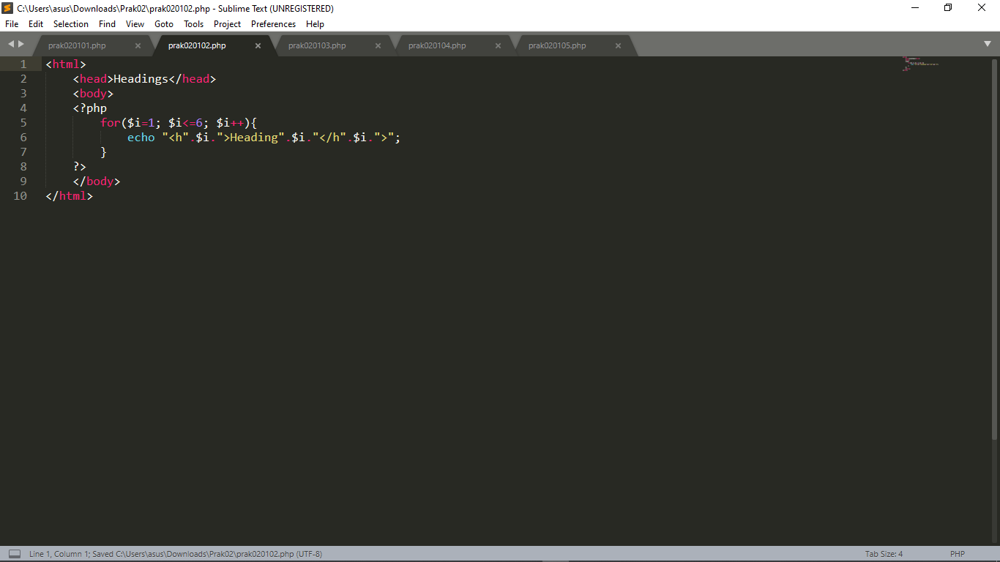 C:\Users\asus\Downloads\Prak02\prak020102.php - Sublime Text (UNREGISTERED)
File Edit Selection Find View Goto Tools Project Preferences Help
prak020101.php prak020102.php prak020103.php prak020104.php prak020105.php
1 <html>
2     <head>Headings</head>
3     <body>
4     <?php
5         for($i=1; $i<=6; $i++){
6             echo "<h".$i.">Heading".$i."</h".$i.">";
7         }
8     ?>
9     </body>
10 </html>
Line 1, Column 1; Saved C:\Users\asus\Downloads\Prak02\prak020102.php (UTF-8) Tab Size: 4 PHP